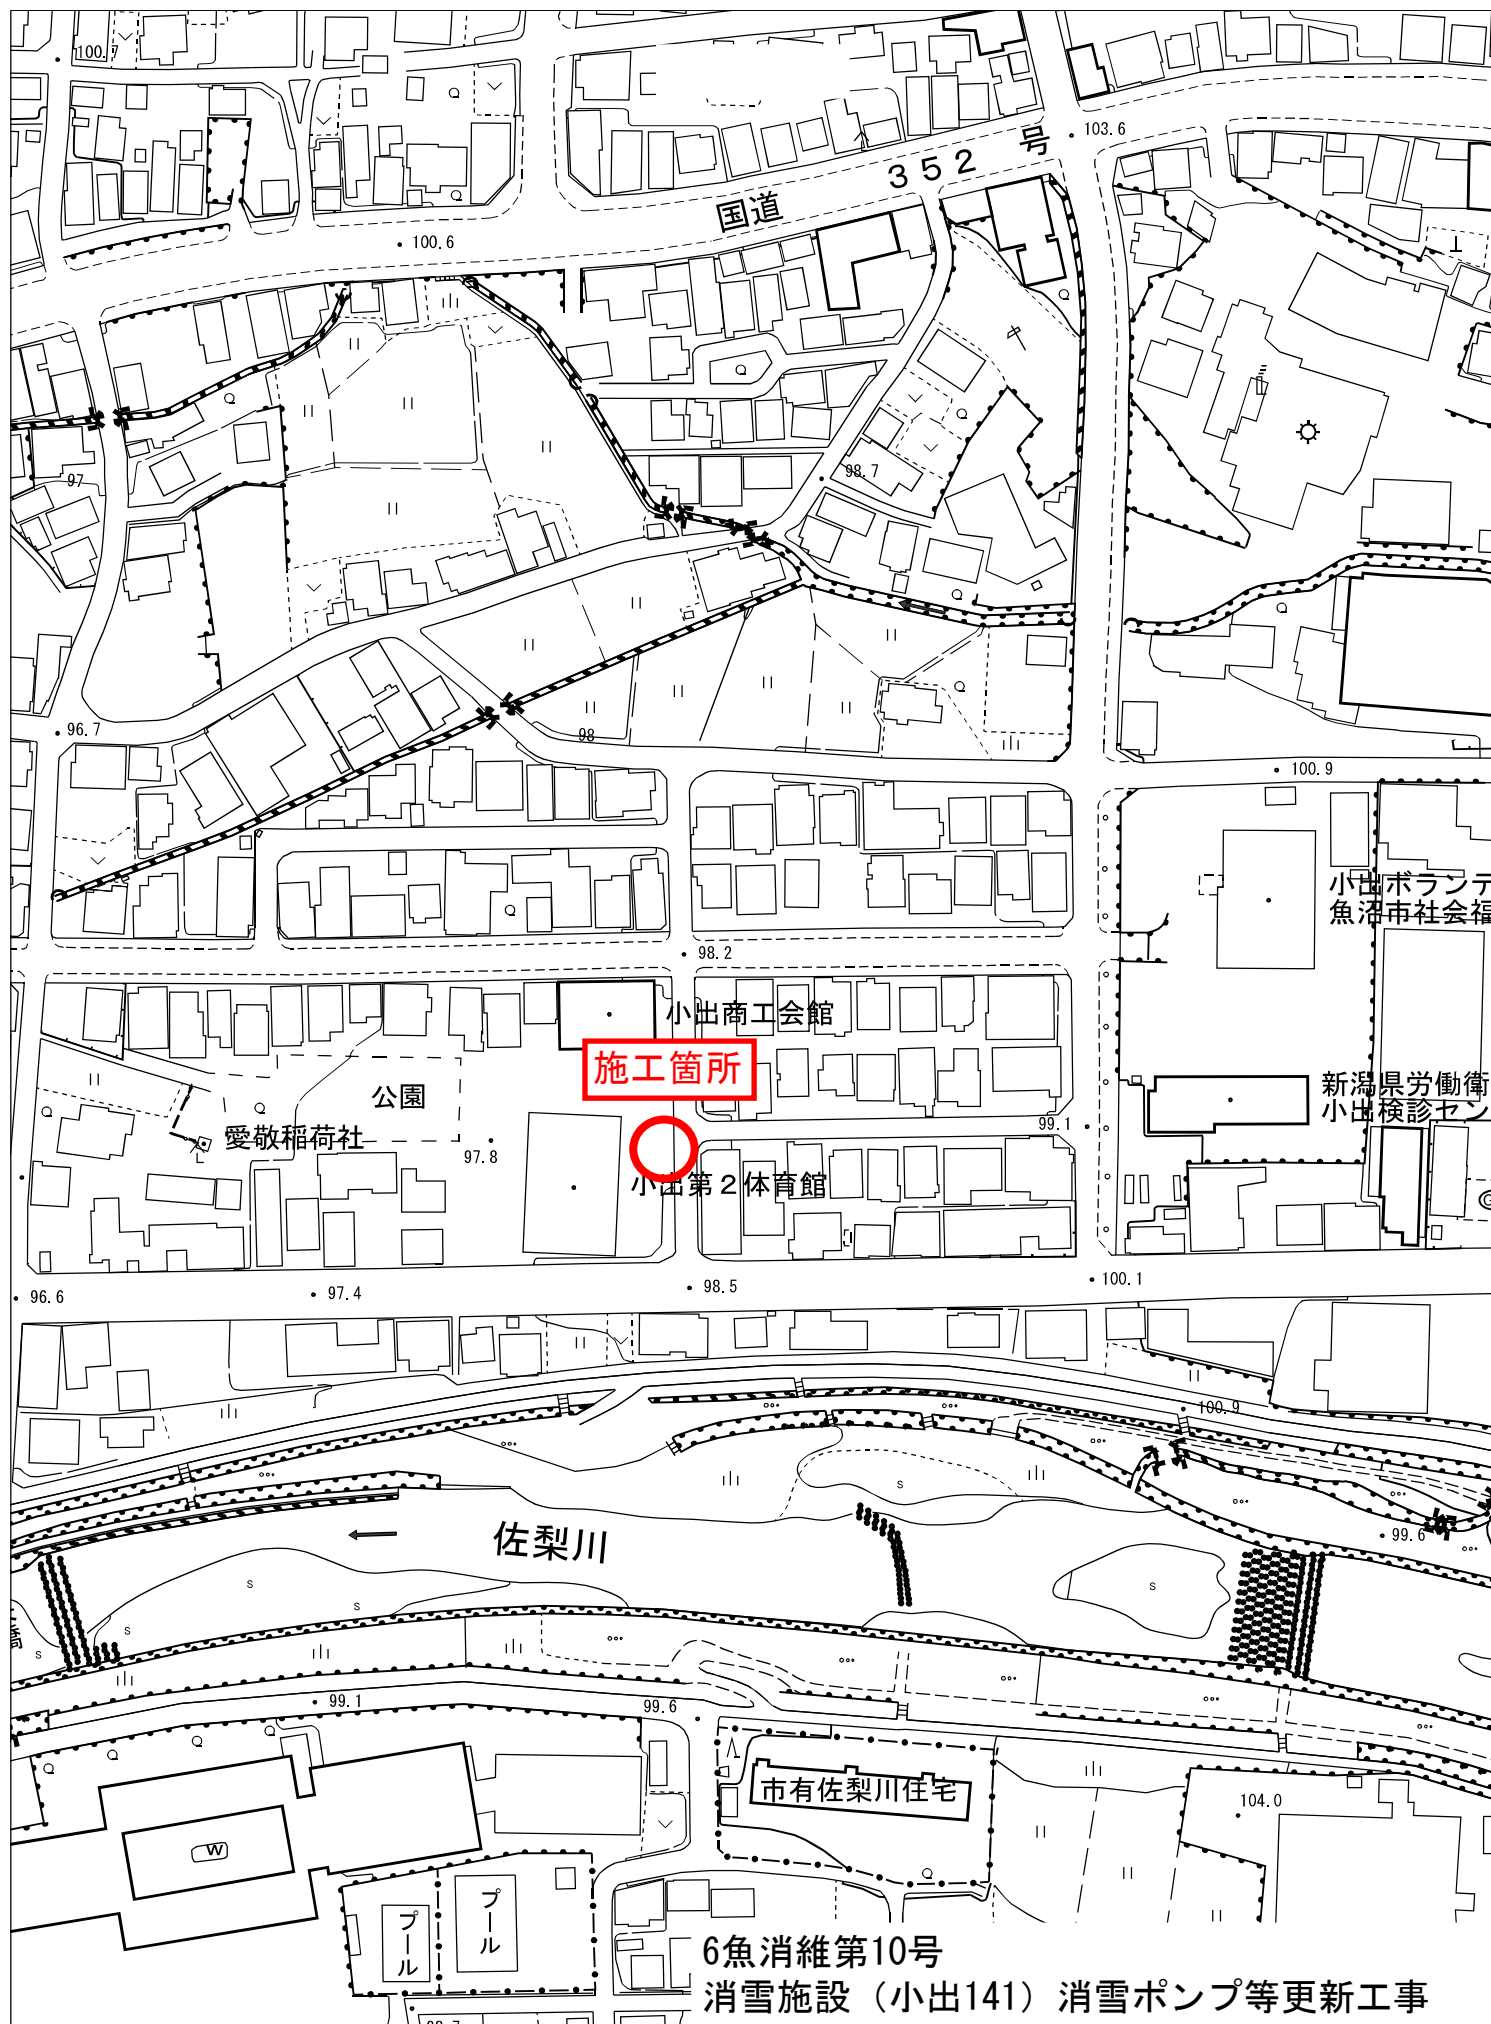 100.7
103.6
国道 352 号
100.6
97
98.7
96.7
98
100.9
小出ボランテ
魚沼市社会福
98.2
小出商工会館
施工箇所
公園
愛敬稲荷社
97.8
99.1
新潟県労働衛
小出検診セン
小出第2体育館
96.6
97.4
98.5
100.1
100.9
佐梨川
99.6
橋
99.1
99.6
市有佐梨川住宅
104.0
W
プール
プール
6魚消維第10号
消雪施設（小出141）消雪ポンプ等更新工事